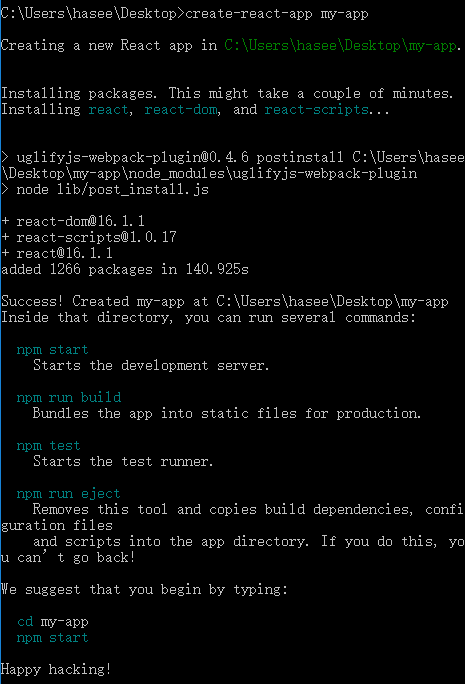 C:\Users\hasee\Desktop>create-react-app my-app
Creating a new React app in C:\Users\hasee\Desktop\my-app.
Installing packages. This might take a couple of minutes.
Installing react, react-dom, and react-scripts...
> uglifyjs-webpack-plugin@0.4.6 postinstall C:\Users\hasee
\Desktop\my-app\node_modules\uglifyjs-webpack-plugin
> node lib/post_install.js
+ react-dom@16.1.1
+ react-scripts@1.0.17
+ react@16.1.1
added 1266 packages in 140.925s
Success! Created my-app at C:\Users\hasee\Desktop\my-app
Inside that directory, you can run several commands:
npm start
Starts the development server.
npm run build
Bundles the app into static files for production.
npm test
Starts the test runner.
npm run eject
Removes this tool and copies build dependencies, confi
guration files
and scripts into the app directory. If you do this, yo
u can't go back!
We suggest that you begin by typing:
cd my-app
npm start
Happy hacking!